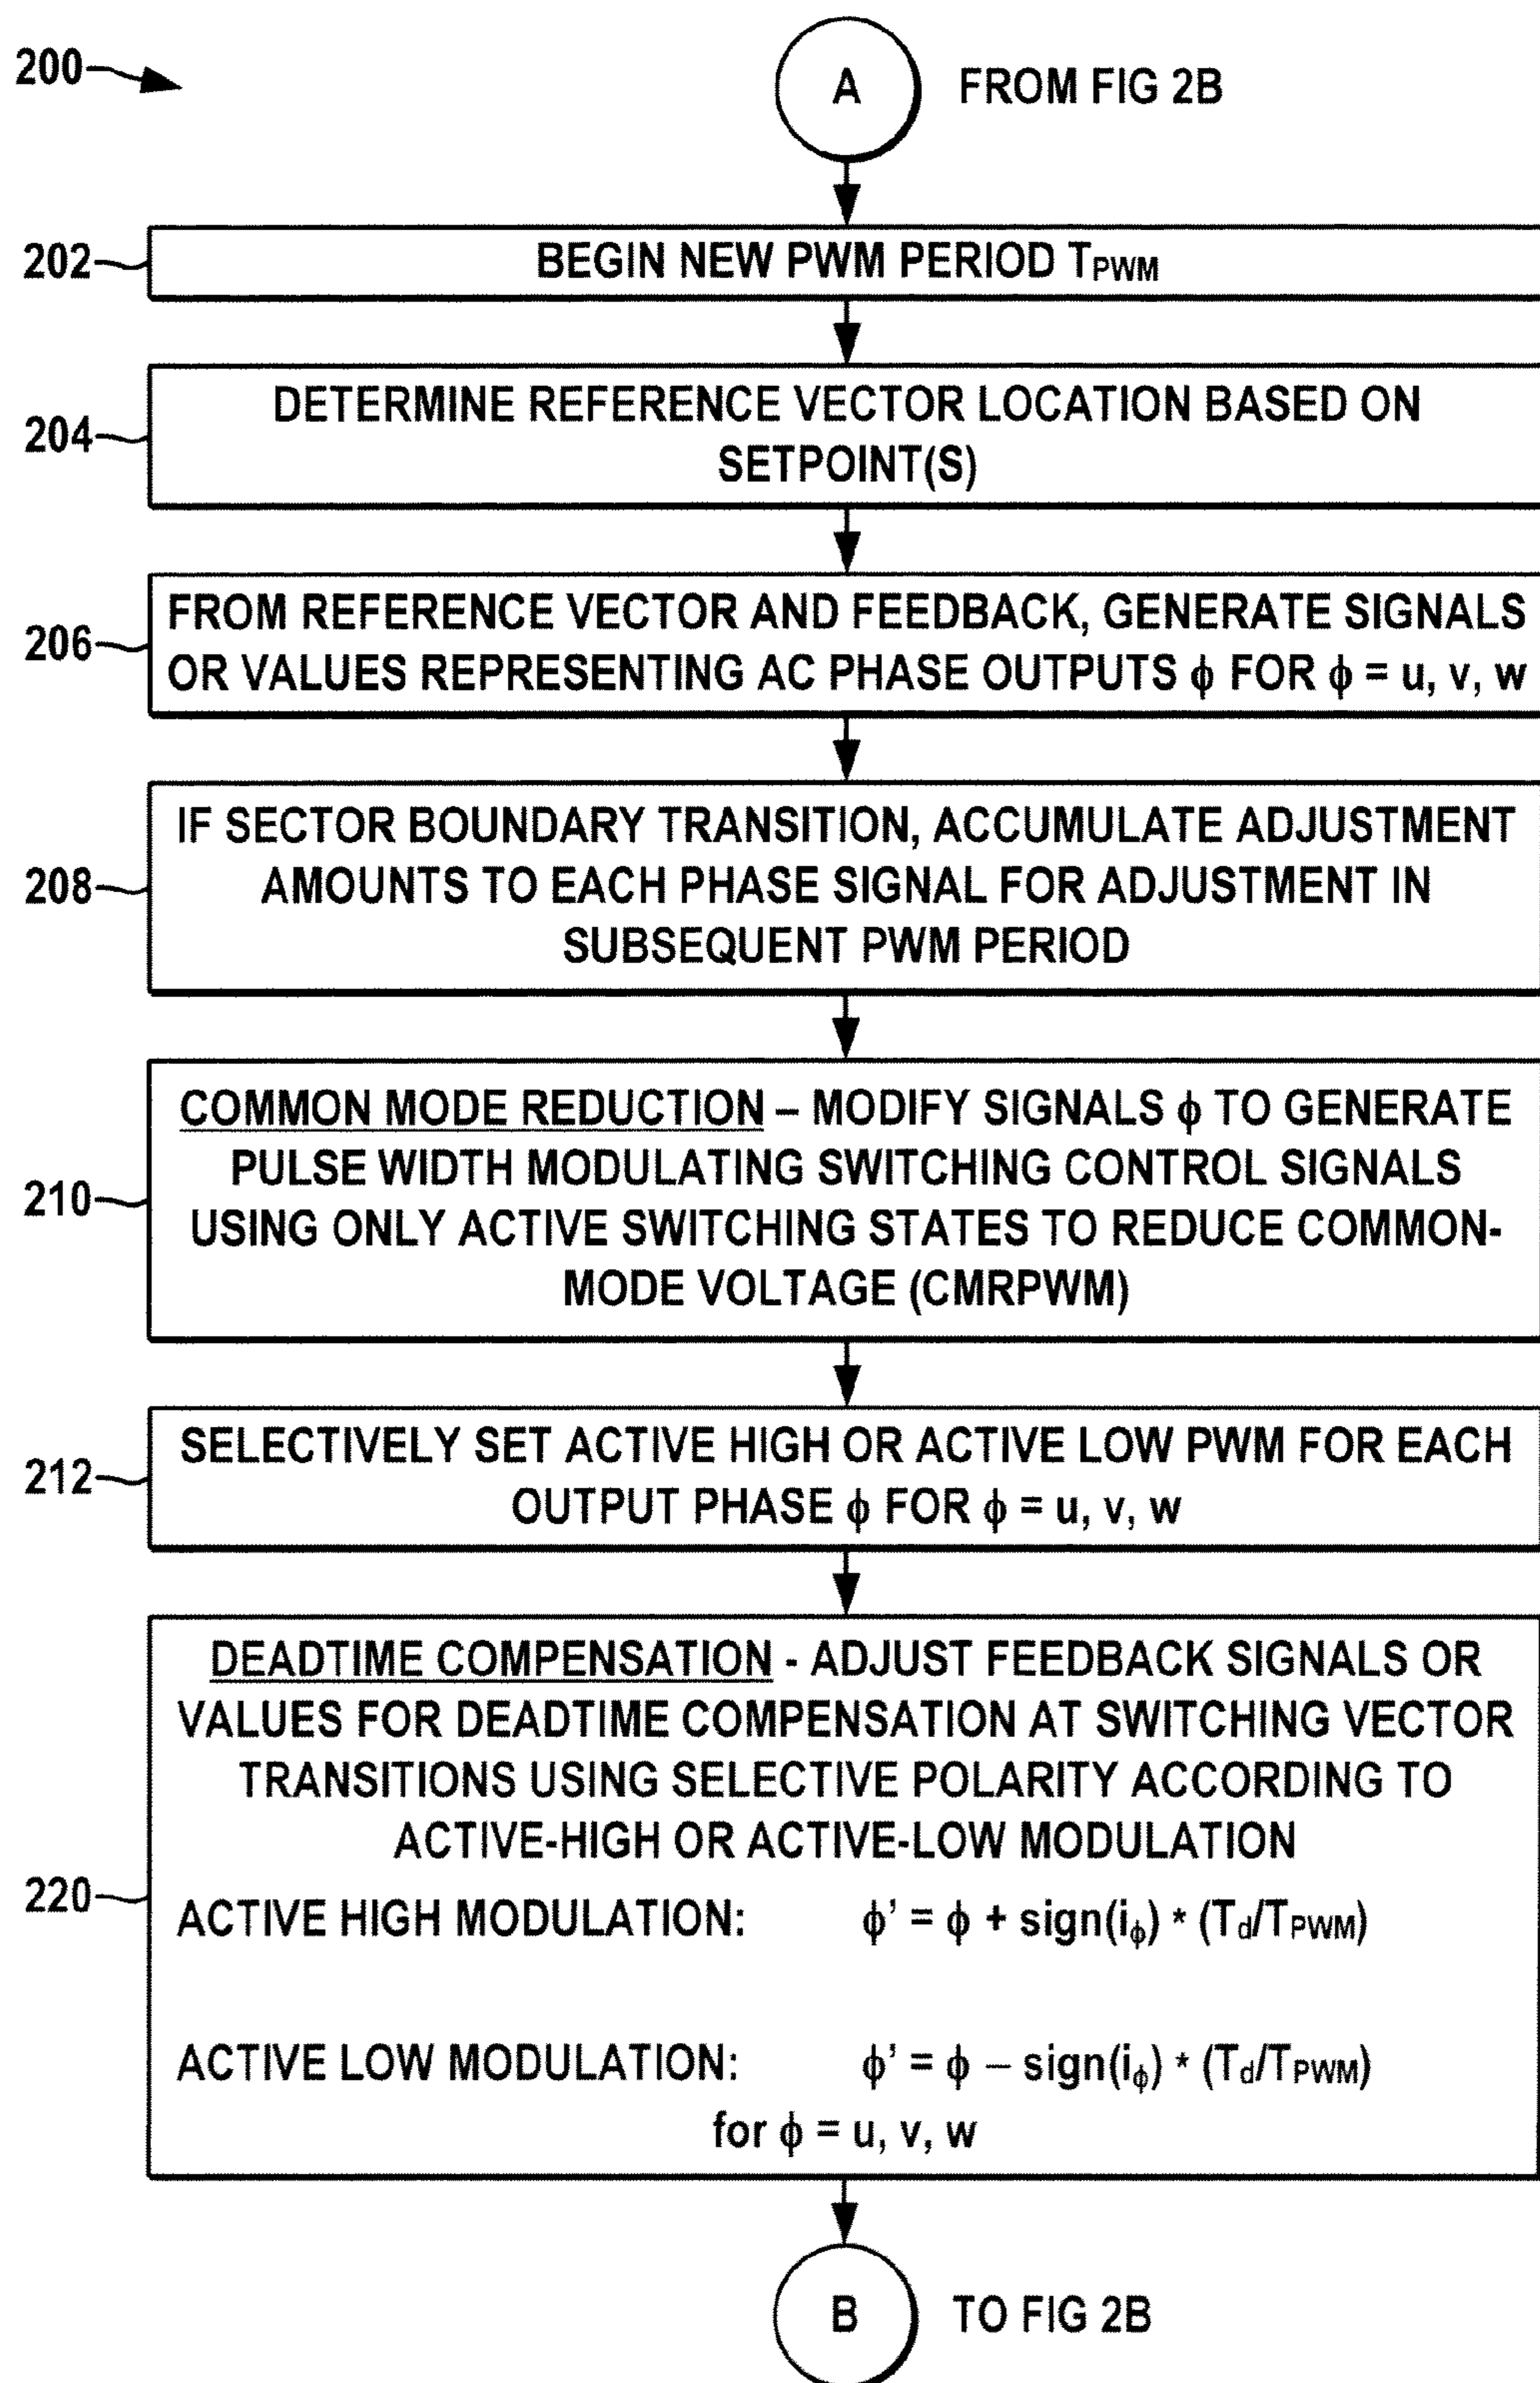 200
A FROM FIG 2B
202
BEGIN NEW PWM PERIOD TPWM
204
DETERMINE REFERENCE VECTOR LOCATION BASED ON
SETPOINT(S)
206
FROM REFERENCE VECTOR AND FEEDBACK, GENERATE SIGNALS
OR VALUES REPRESENTING AC PHASE OUTPUTS ϕ FOR ϕ = u, v, w
208
IF SECTOR BOUNDARY TRANSITION, ACCUMULATE ADJUSTMENT
AMOUNTS TO EACH PHASE SIGNAL FOR ADJUSTMENT IN
SUBSEQUENT PWM PERIOD
210
COMMON MODE REDUCTION – MODIFY SIGNALS ϕ TO GENERATE
PULSE WIDTH MODULATING SWITCHING CONTROL SIGNALS
USING ONLY ACTIVE SWITCHING STATES TO REDUCE COMMON-
MODE VOLTAGE (CMRPWM)
212
SELECTIVELY SET ACTIVE HIGH OR ACTIVE LOW PWM FOR EACH
OUTPUT PHASE ϕ FOR ϕ = u, v, w
220
DEADTIME COMPENSATION - ADJUST FEEDBACK SIGNALS OR
VALUES FOR DEADTIME COMPENSATION AT SWITCHING VECTOR
TRANSITIONS USING SELECTIVE POLARITY ACCORDING TO
ACTIVE-HIGH OR ACTIVE-LOW MODULATION
ACTIVE HIGH MODULATION: ϕ' = ϕ + sign(iϕ) * (Td/TPWM)
ACTIVE LOW MODULATION: ϕ' = ϕ – sign(iϕ) * (Td/TPWM)
for ϕ = u, v, w
B TO FIG 2B